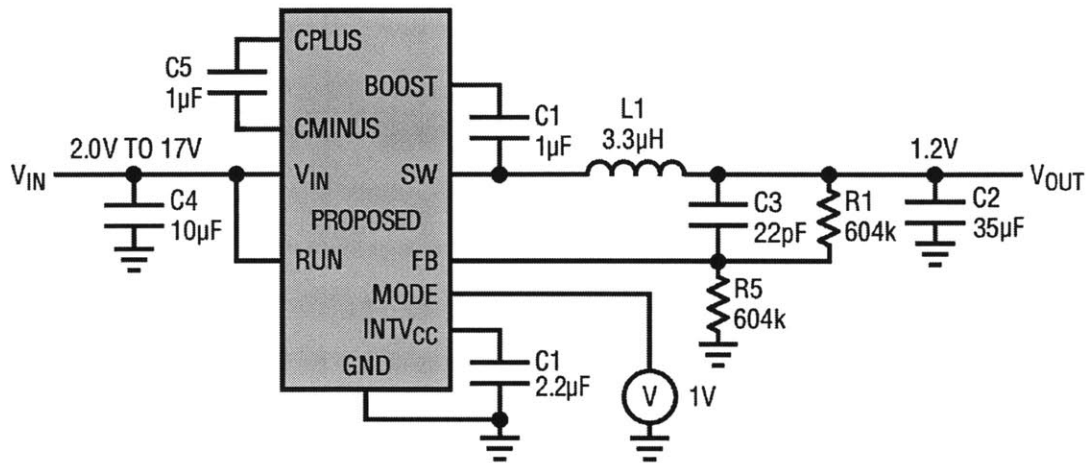 CPLUS
C5
1µF
BOOST
C1
1µF
L1
3.3µH
CMINUS
2.0V TO 17V
1.2V
VIN
VIN
SW
VOUT
C4
10µF
PROPOSED
C3
22pF
R1
604k
C2
35µF
RUN
FB
MODE
R5
604k
INTVCC
C1
2.2µF
GND
V
1V